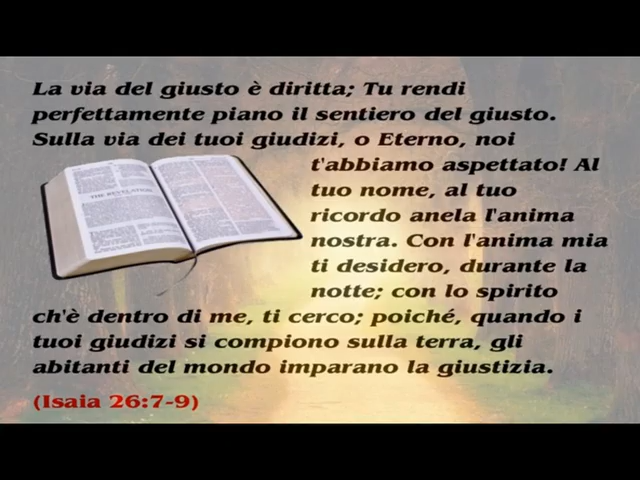 La via del giusto è diritta; Tu rendi
perfettamente piano il sentiero del giusto.
Sulla via dei tuoi giudizi, o Eterno, noi
t'abbiamo aspettato! Al
tuo nome, al tuo
ricordo anela l'anima
nostra. Con l'anima mia
ti desidero, durante la
notte; con lo spirito
ch'è dentro di me, ti cerco; poiché, quando i
tuoi giudizi si compiono sulla terra, gli
abitanti del mondo imparano la giustizia.
(Isaia 26:7-9)
THE REVELATION